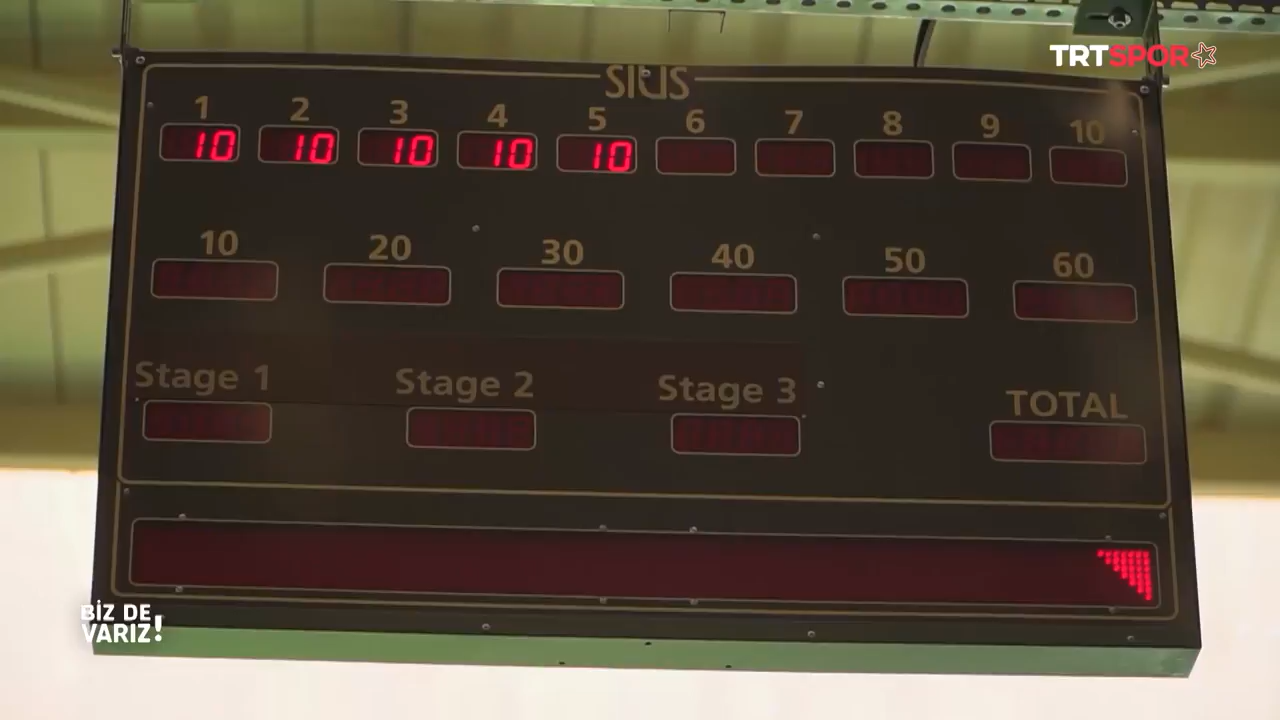 TRTSPOR
SIUS
1 2 3 4 5 6 7 8 9 10
10 10 10 10 10
10 20 30 40 50 60
Stage 1 Stage 2 Stage 3 TOTAL
BİZ DE
VARIZ!